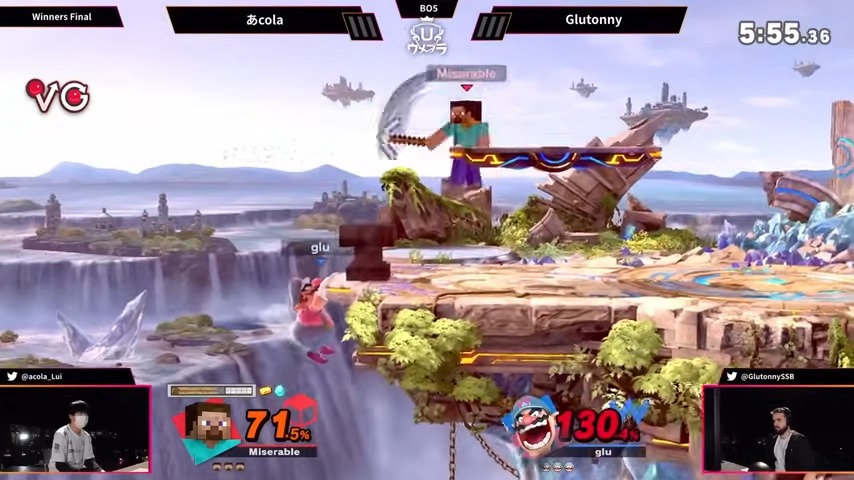 Winners Final
あcola
BO5
Glutonny
ウメブラ
5:55.36
VG
Miserable
glu
@acola_Lui
@GlutonnySSB
71.5%
Miserable
130.4%
glu